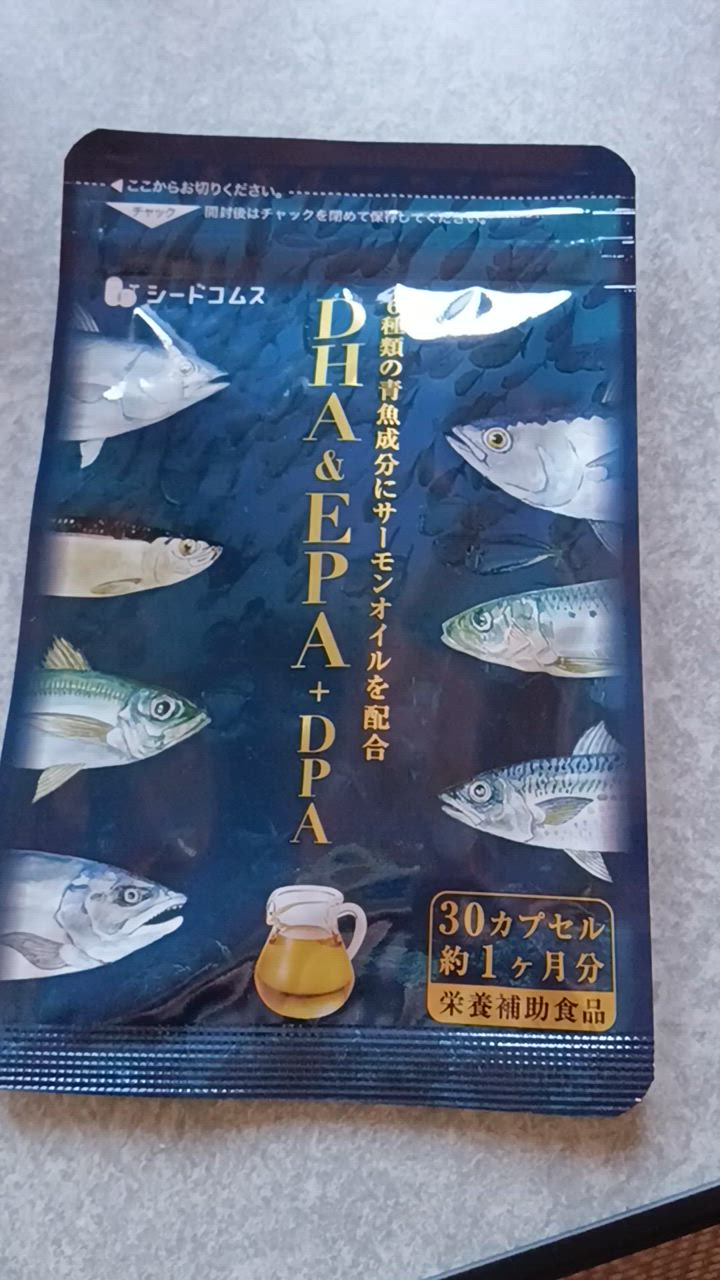 ここからお切りください。
チャック
開封後はチャックを閉めて保存してください。
シードコムス
6種類の青魚成分にサーモンオイルを配合
DHA&EPA+DPA
30カプセル
約1ヶ月分
栄養補助食品